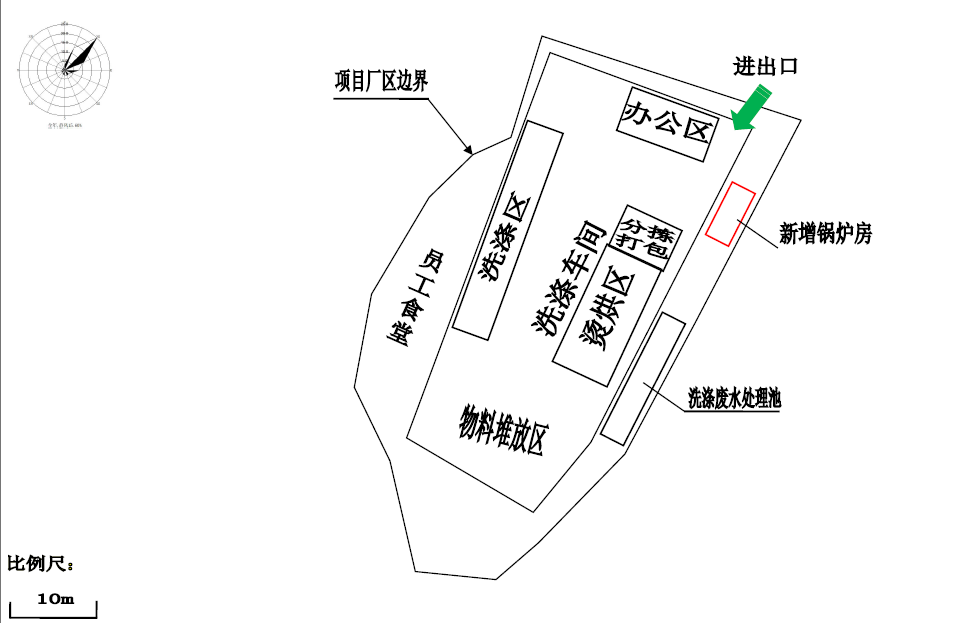 进出口
项目厂区边界
办公区
洗涤区
分拣
打包
洗涤车间
烫烘区
新增锅炉房
员工食堂
洗涤废水处理池
物料堆放区
比例尺：
10m